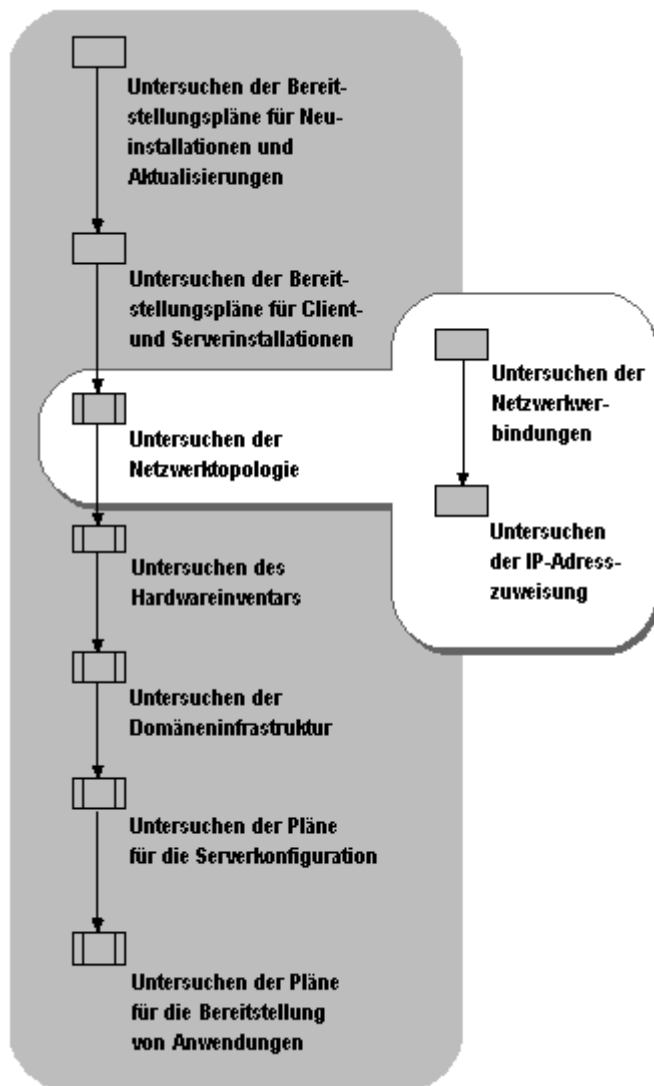 Untersuchen der Bereit-
stellungspläne für Neu-
installationen und
Aktualisierungen
Untersuchen der Bereit-
stellungspläne für Client-
und Serverinstallationen
Untersuchen der
Netzwerktopologie
Untersuchen der
Netzwerkver-
bindungen
Untersuchen
der IP-Adress-
zuweisung
Untersuchen des
Hardwareinventars
Untersuchen der
Domäneninfrastruktur
Untersuchen der Pläne
für die Serverkonfiguration
Untersuchen der Pläne
für die Bereitstellung
von Anwendungen